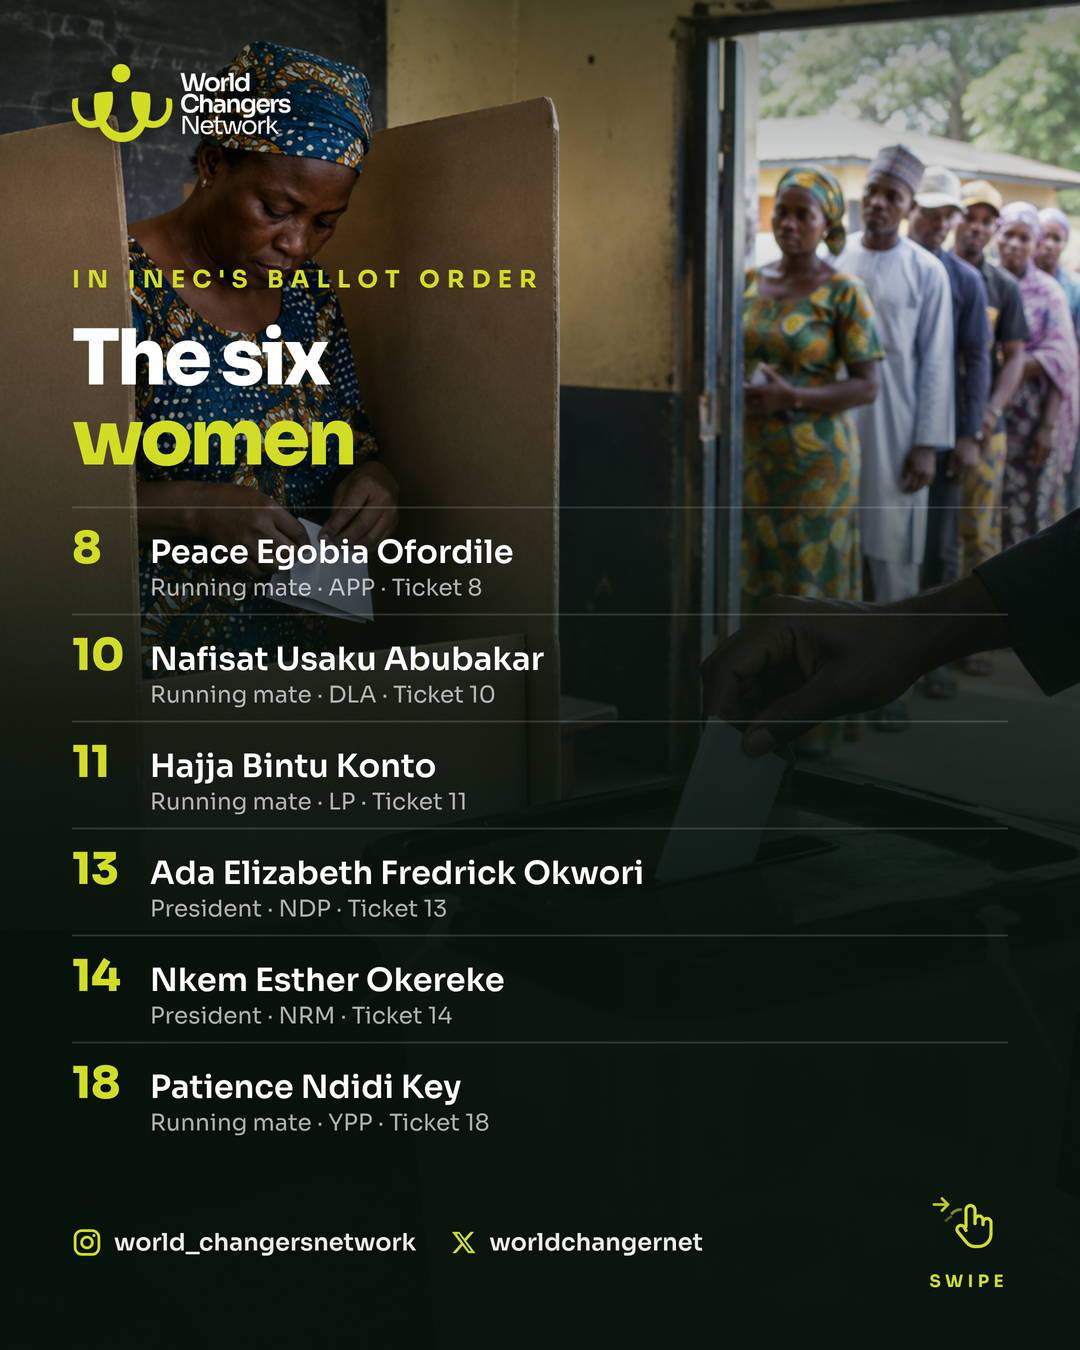 World
Changers
Network
IN INEC'S BALLOT ORDER
The six
women
8
Peace Egobia Ofordile
Running mate · APP · Ticket 8
10
Nafisat Usaku Abubakar
Running mate · DLA · Ticket 10
11
Hajja Bintu Konto
Running mate · LP · Ticket 11
13
Ada Elizabeth Fredrick Okwori
President · NDP · Ticket 13
14
Nkem Esther Okereke
President · NRM · Ticket 14
18
Patience Ndidi Key
Running mate · YPP · Ticket 18
world_changersnetwork
worldchangernet
SWIPE